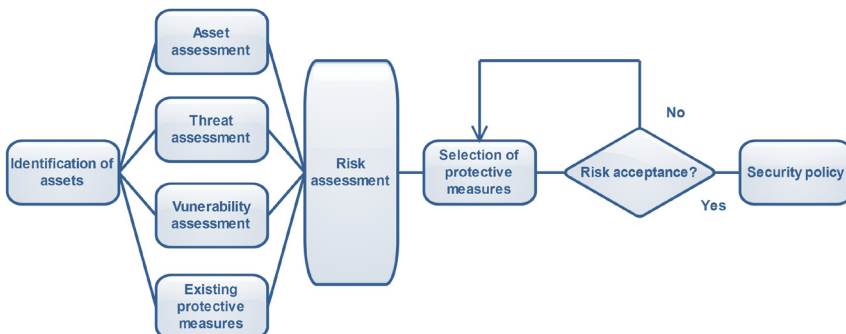 Identification of
assets
Asset
assessment
Threat
assessment
Vunerability
assessment
Existing
protective
measures
Risk
assessment
Selection of
protective
measures
Risk acceptance?
No
Yes
Security policy